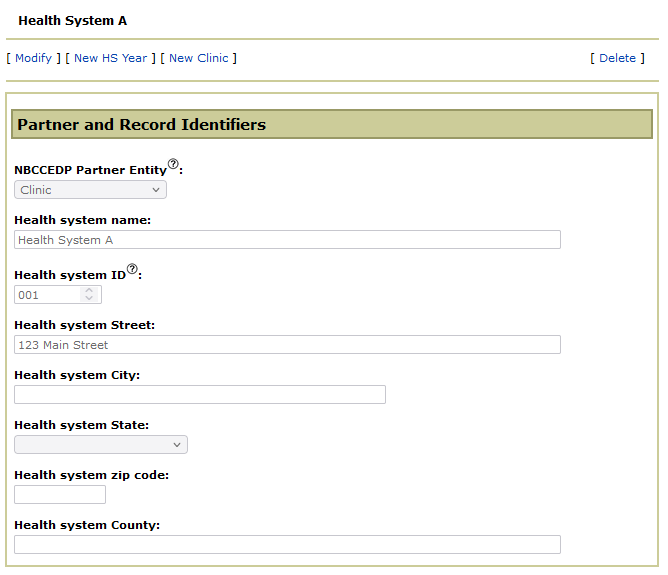 Health System A
[ Modify ] [ New HS Year ] [ New Clinic ] [ Delete ]
Partner and Record Identifiers
NBCCEDP Partner Entity?:
Clinic
Health system name:
Health System A
Health system ID?:
001
Health system Street:
123 Main Street
Health system City:
Health system State:
Health system zip code:
Health system County: